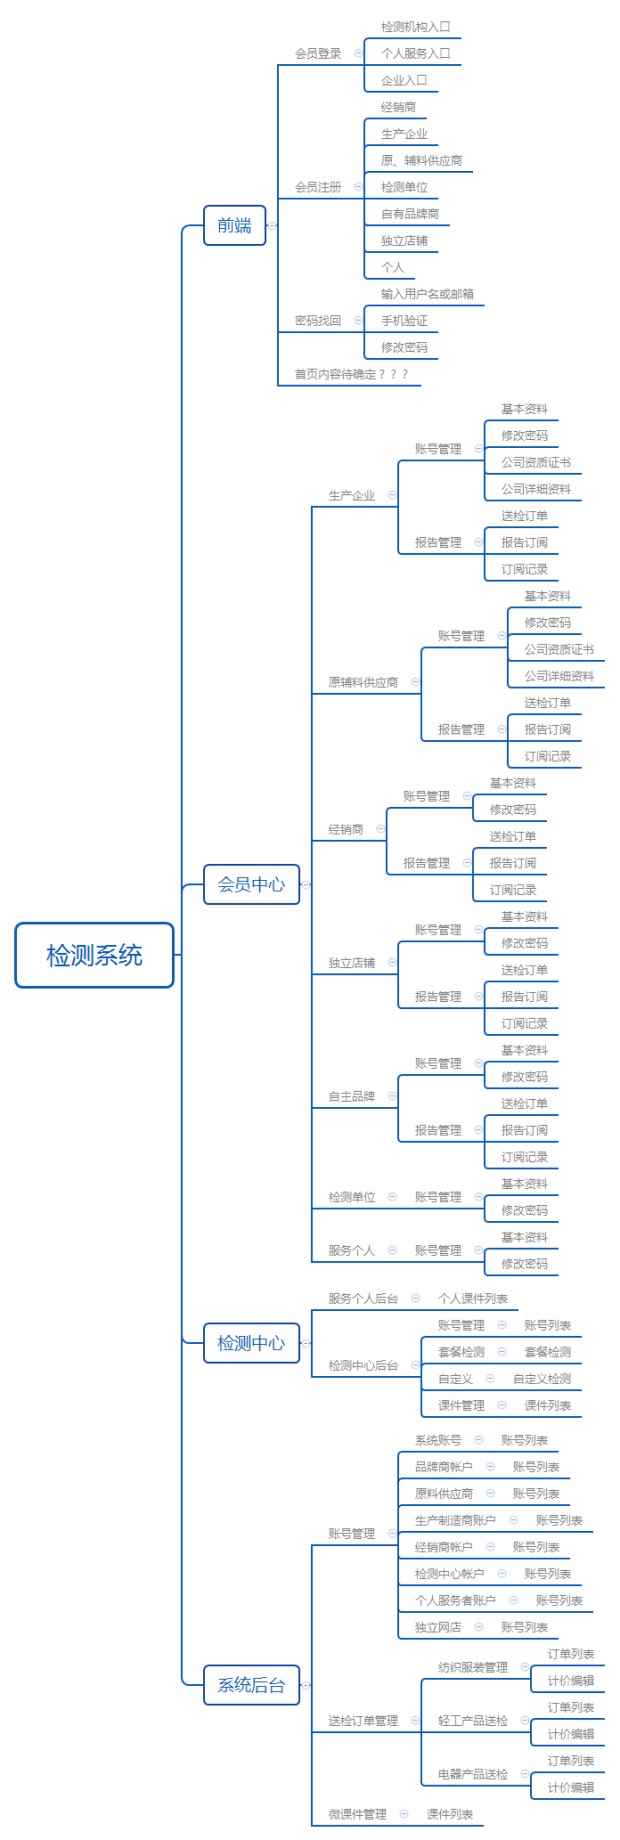 检测系统
前端
会员登录
检测机构入口
个人服务入口
企业入口
会员注册
经销商
生产企业
原、辅料供应商
检测单位
自有品牌商
独立店铺
个人
密码找回
输入用户名或邮箱
手机验证
修改密码
首页内容待确定？？？
会员中心
生产企业
账号管理
基本资料
修改密码
公司资质证书
公司详细资料
报告管理
送检订单
报告订阅
订阅记录
原辅料供应商
账号管理
基本资料
修改密码
公司资质证书
公司详细资料
报告管理
送检订单
报告订阅
订阅记录
经销商
账号管理
基本资料
修改密码
报告管理
送检订单
报告订阅
订阅记录
独立店铺
账号管理
基本资料
修改密码
报告管理
送检订单
报告订阅
订阅记录
自主品牌
账号管理
基本资料
修改密码
报告管理
送检订单
报告订阅
订阅记录
检测单位
账号管理
基本资料
修改密码
服务个人
账号管理
基本资料
修改密码
检测中心
服务个人后台
个人课件列表
检测中心后台
账号管理
账号列表
套餐检测
套餐检测
自定义
自定义检测
课件管理
课件列表
系统后台
账号管理
系统账号
账号列表
品牌商帐户
账号列表
原料供应商
账号列表
生产制造商账户
账号列表
经销商帐户
账号列表
检测中心帐户
账号列表
个人服务者账户
账号列表
独立网店
账号列表
送检订单管理
纺织服装管理
订单列表
计价编辑
轻工产品送检
订单列表
计价编辑
电器产品送检
订单列表
计价编辑
微课件管理
课件列表